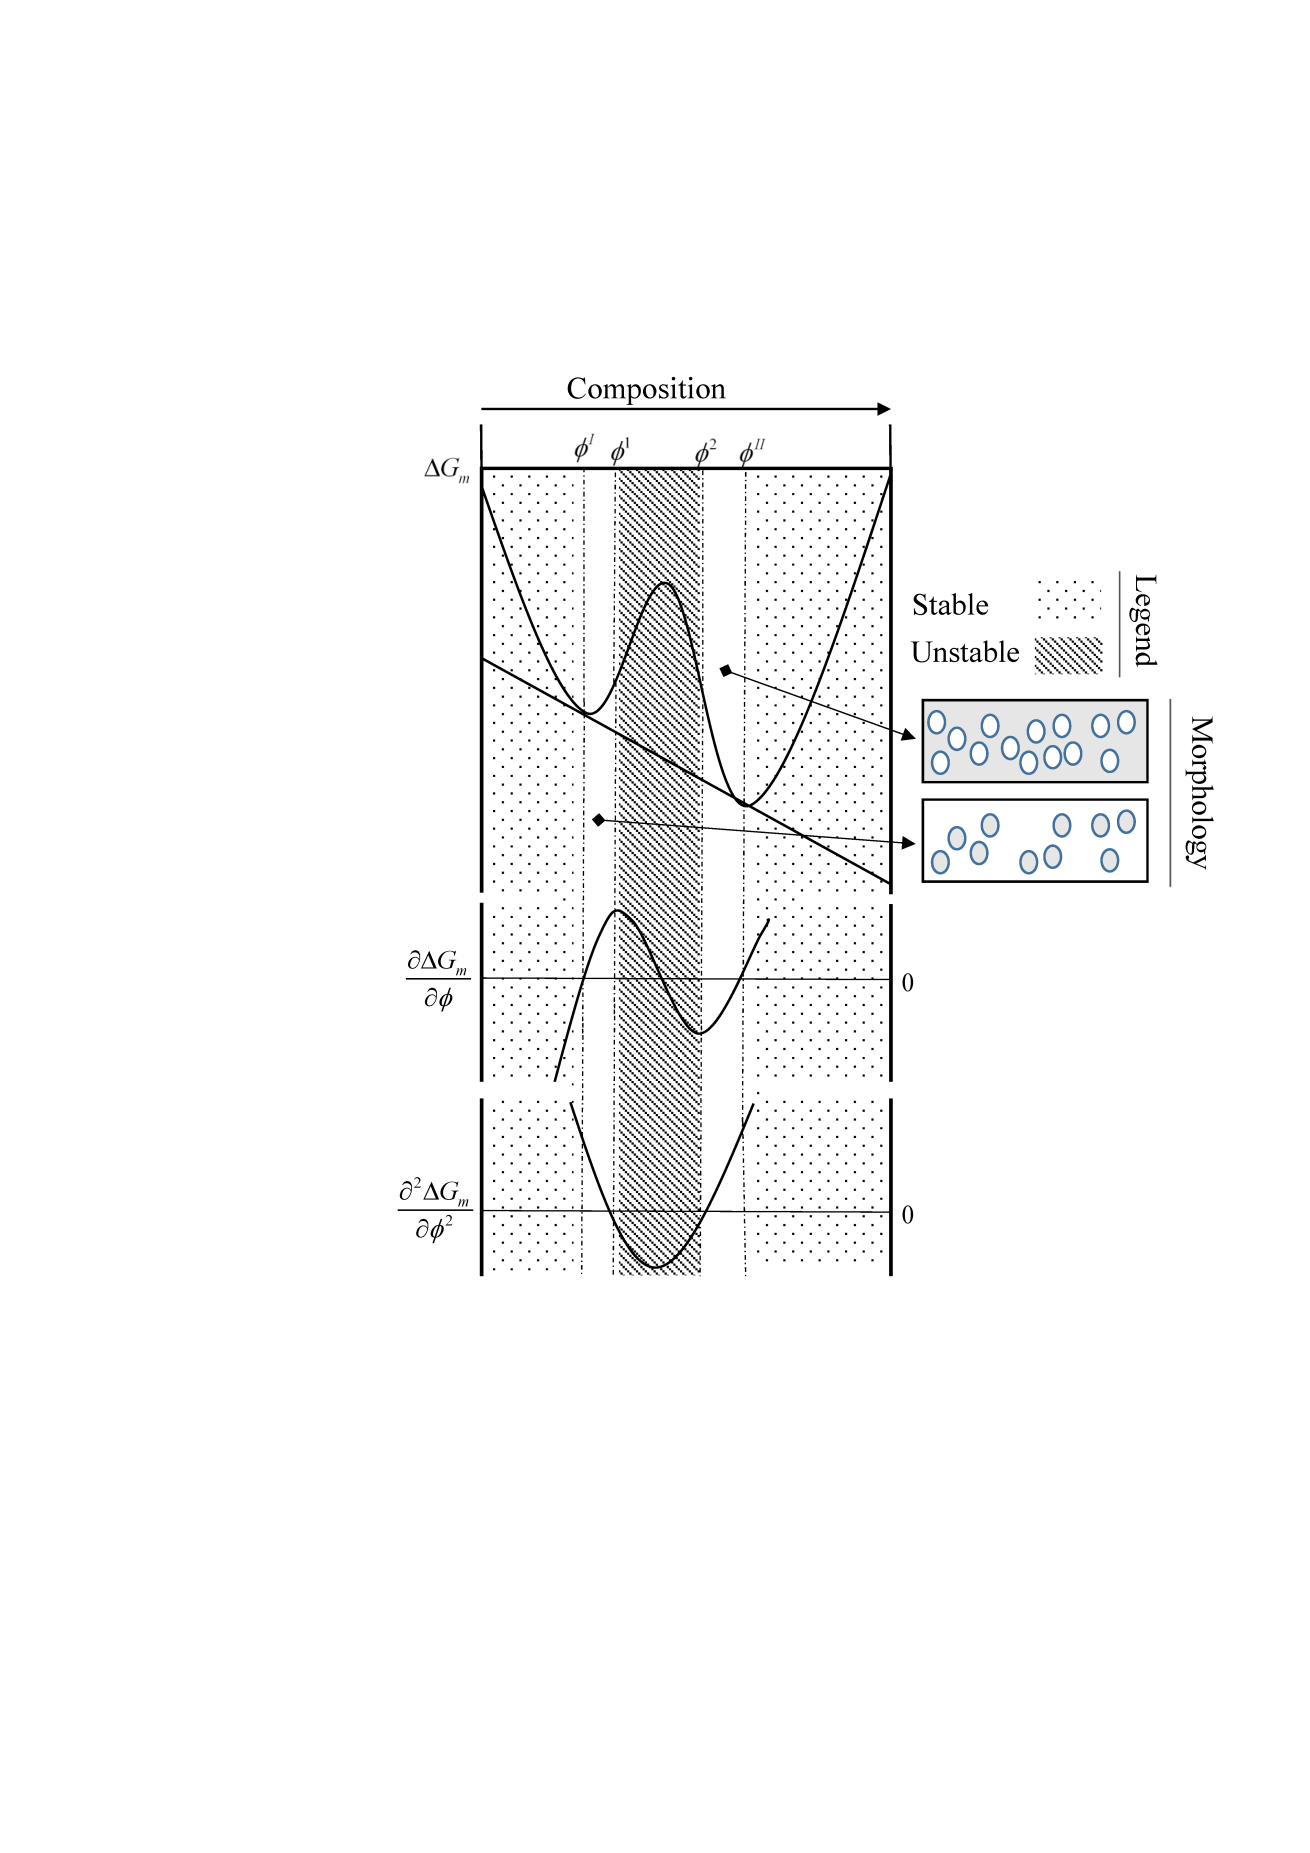 Composition
ϕ^I ϕ^1 ϕ^2 ϕ^II
ΔG_m
Stable
Unstable
Legend
Morphology
∂ΔG_m
∂ϕ
0
∂²ΔG_m
∂ϕ²
0